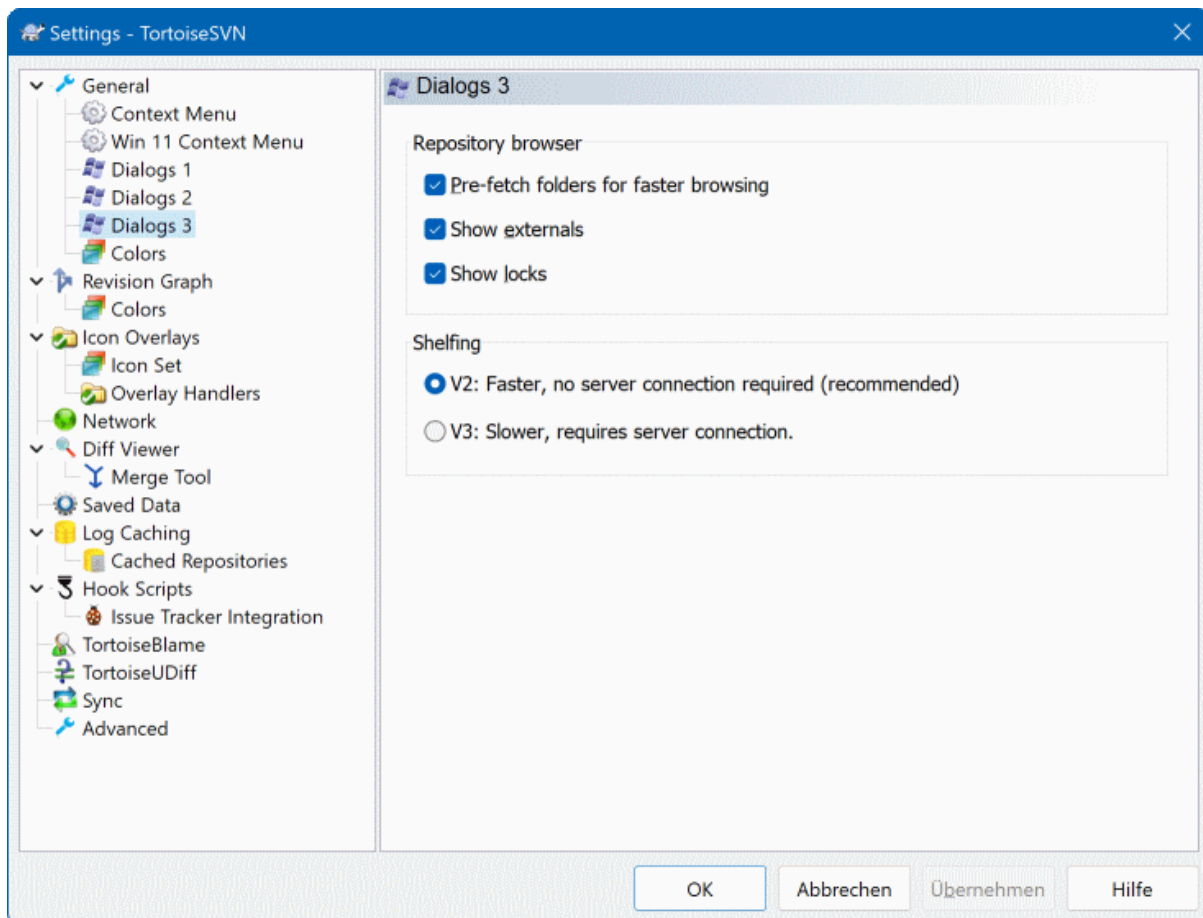 Settings - TortoiseSVN
General
Context Menu
Win 11 Context Menu
Dialogs 1
Dialogs 2
Dialogs 3
Colors
Revision Graph
Colors
Icon Overlays
Icon Set
Overlay Handlers
Network
Diff Viewer
Merge Tool
Saved Data
Log Caching
Cached Repositories
Hook Scripts
Issue Tracker Integration
TortoiseBlame
TortoiseUDiff
Sync
Advanced
Dialogs 3
Repository browser
Pre-fetch folders for faster browsing
Show externals
Show locks
Shelfing
V2: Faster, no server connection required (recommended)
V3: Slower, requires server connection.
OK
Abbrechen
Übernehmen
Hilfe